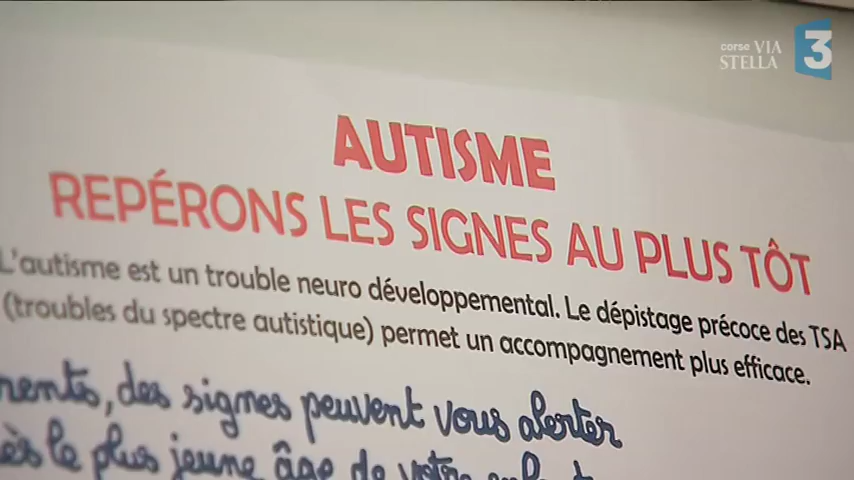 corse VIA
STELLA
3
AUTISME
REPÉRONS LES SIGNES AU PLUS TÔT
L'autisme est un trouble neuro développemental. Le dépistage précoce des TSA
(troubles du spectre autistique) permet un accompagnement plus efficace.
des signes peuvent vous alerter
le plus jeune âge de votre